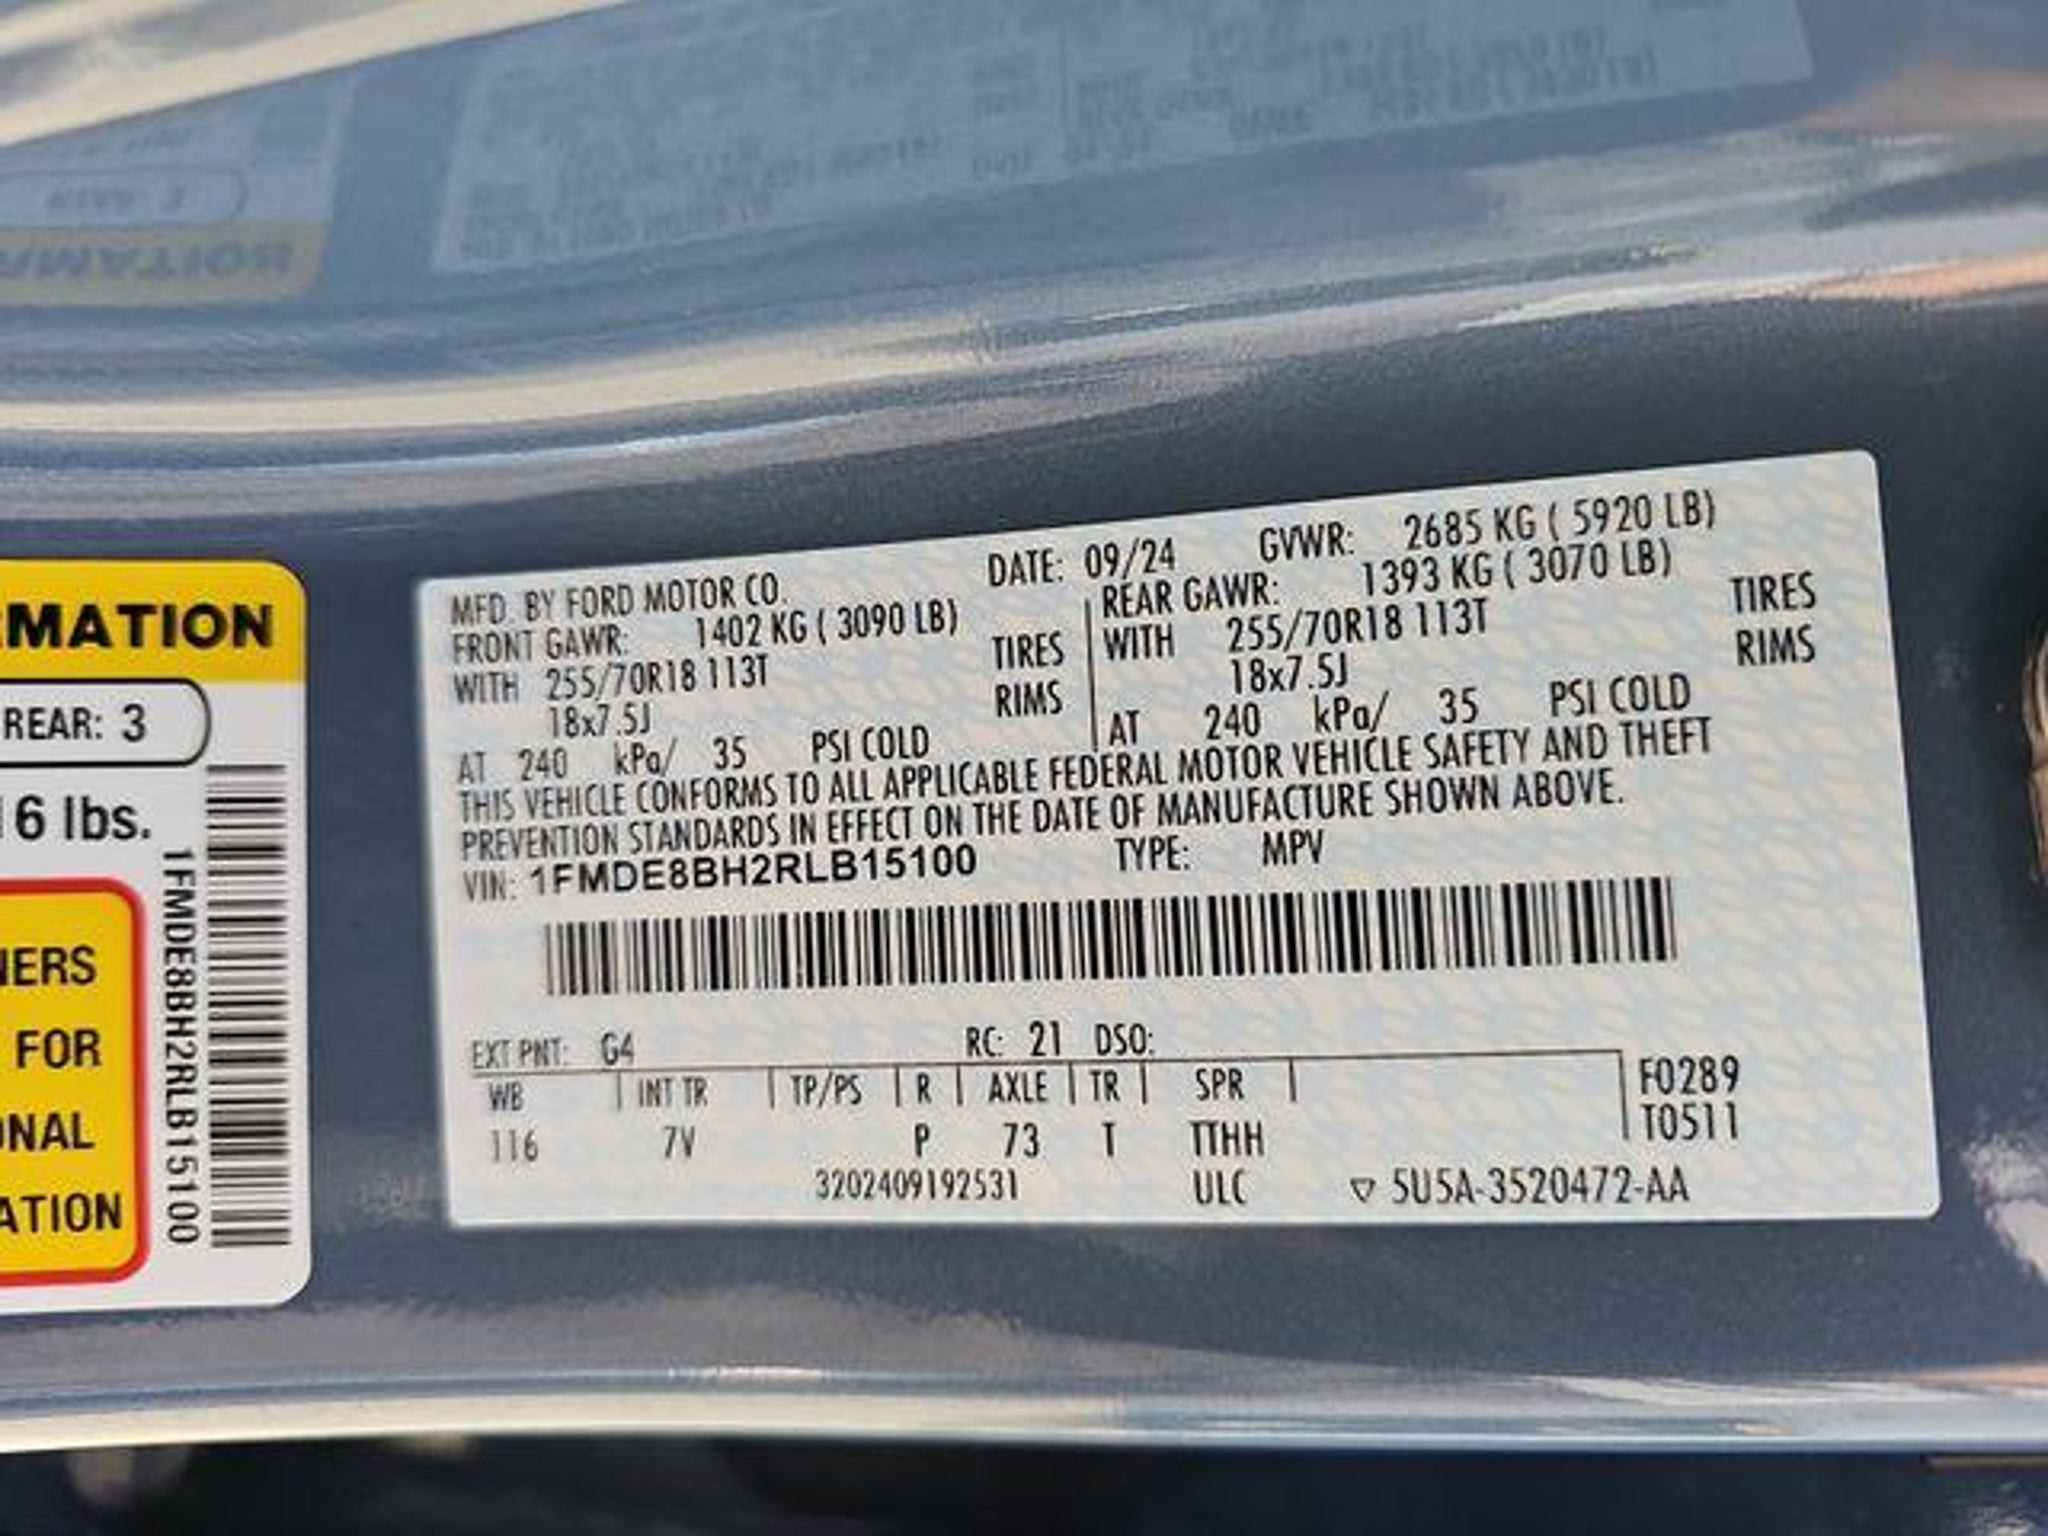 RMATION
REAR: 3
16 lbs.
NERS
FOR
ONAL
ATION
1FMDE8BH2RLB15100
MFD. BY FORD MOTOR CO.
DATE: 09/24 GVWR: 2685 KG ( 5920 LB)
FRONT GAWR: 1402 KG ( 3090 LB) REAR GAWR: 1393 KG ( 3070 LB)
WITH 255/70R18 113T TIRES WITH 255/70R18 113T TIRES
18x7.5J RIMS 18x7.5J RIMS
AT 240 kPa/ 35 PSI COLD AT 240 kPa/ 35 PSI COLD
THIS VEHICLE CONFORMS TO ALL APPLICABLE FEDERAL MOTOR VEHICLE SAFETY AND THEFT
PREVENTION STANDARDS IN EFFECT ON THE DATE OF MANUFACTURE SHOWN ABOVE.
VIN: 1FMDE8BH2RLB15100 TYPE: MPV
EXT PNT: G4 RC: 21 DSO:
WB INT TR TP/PS R AXLE TR SPR F0289
T0511
116 7V P 73 T TTHH
3202409192531 ULC ▽ 5U5A-3520472-AA